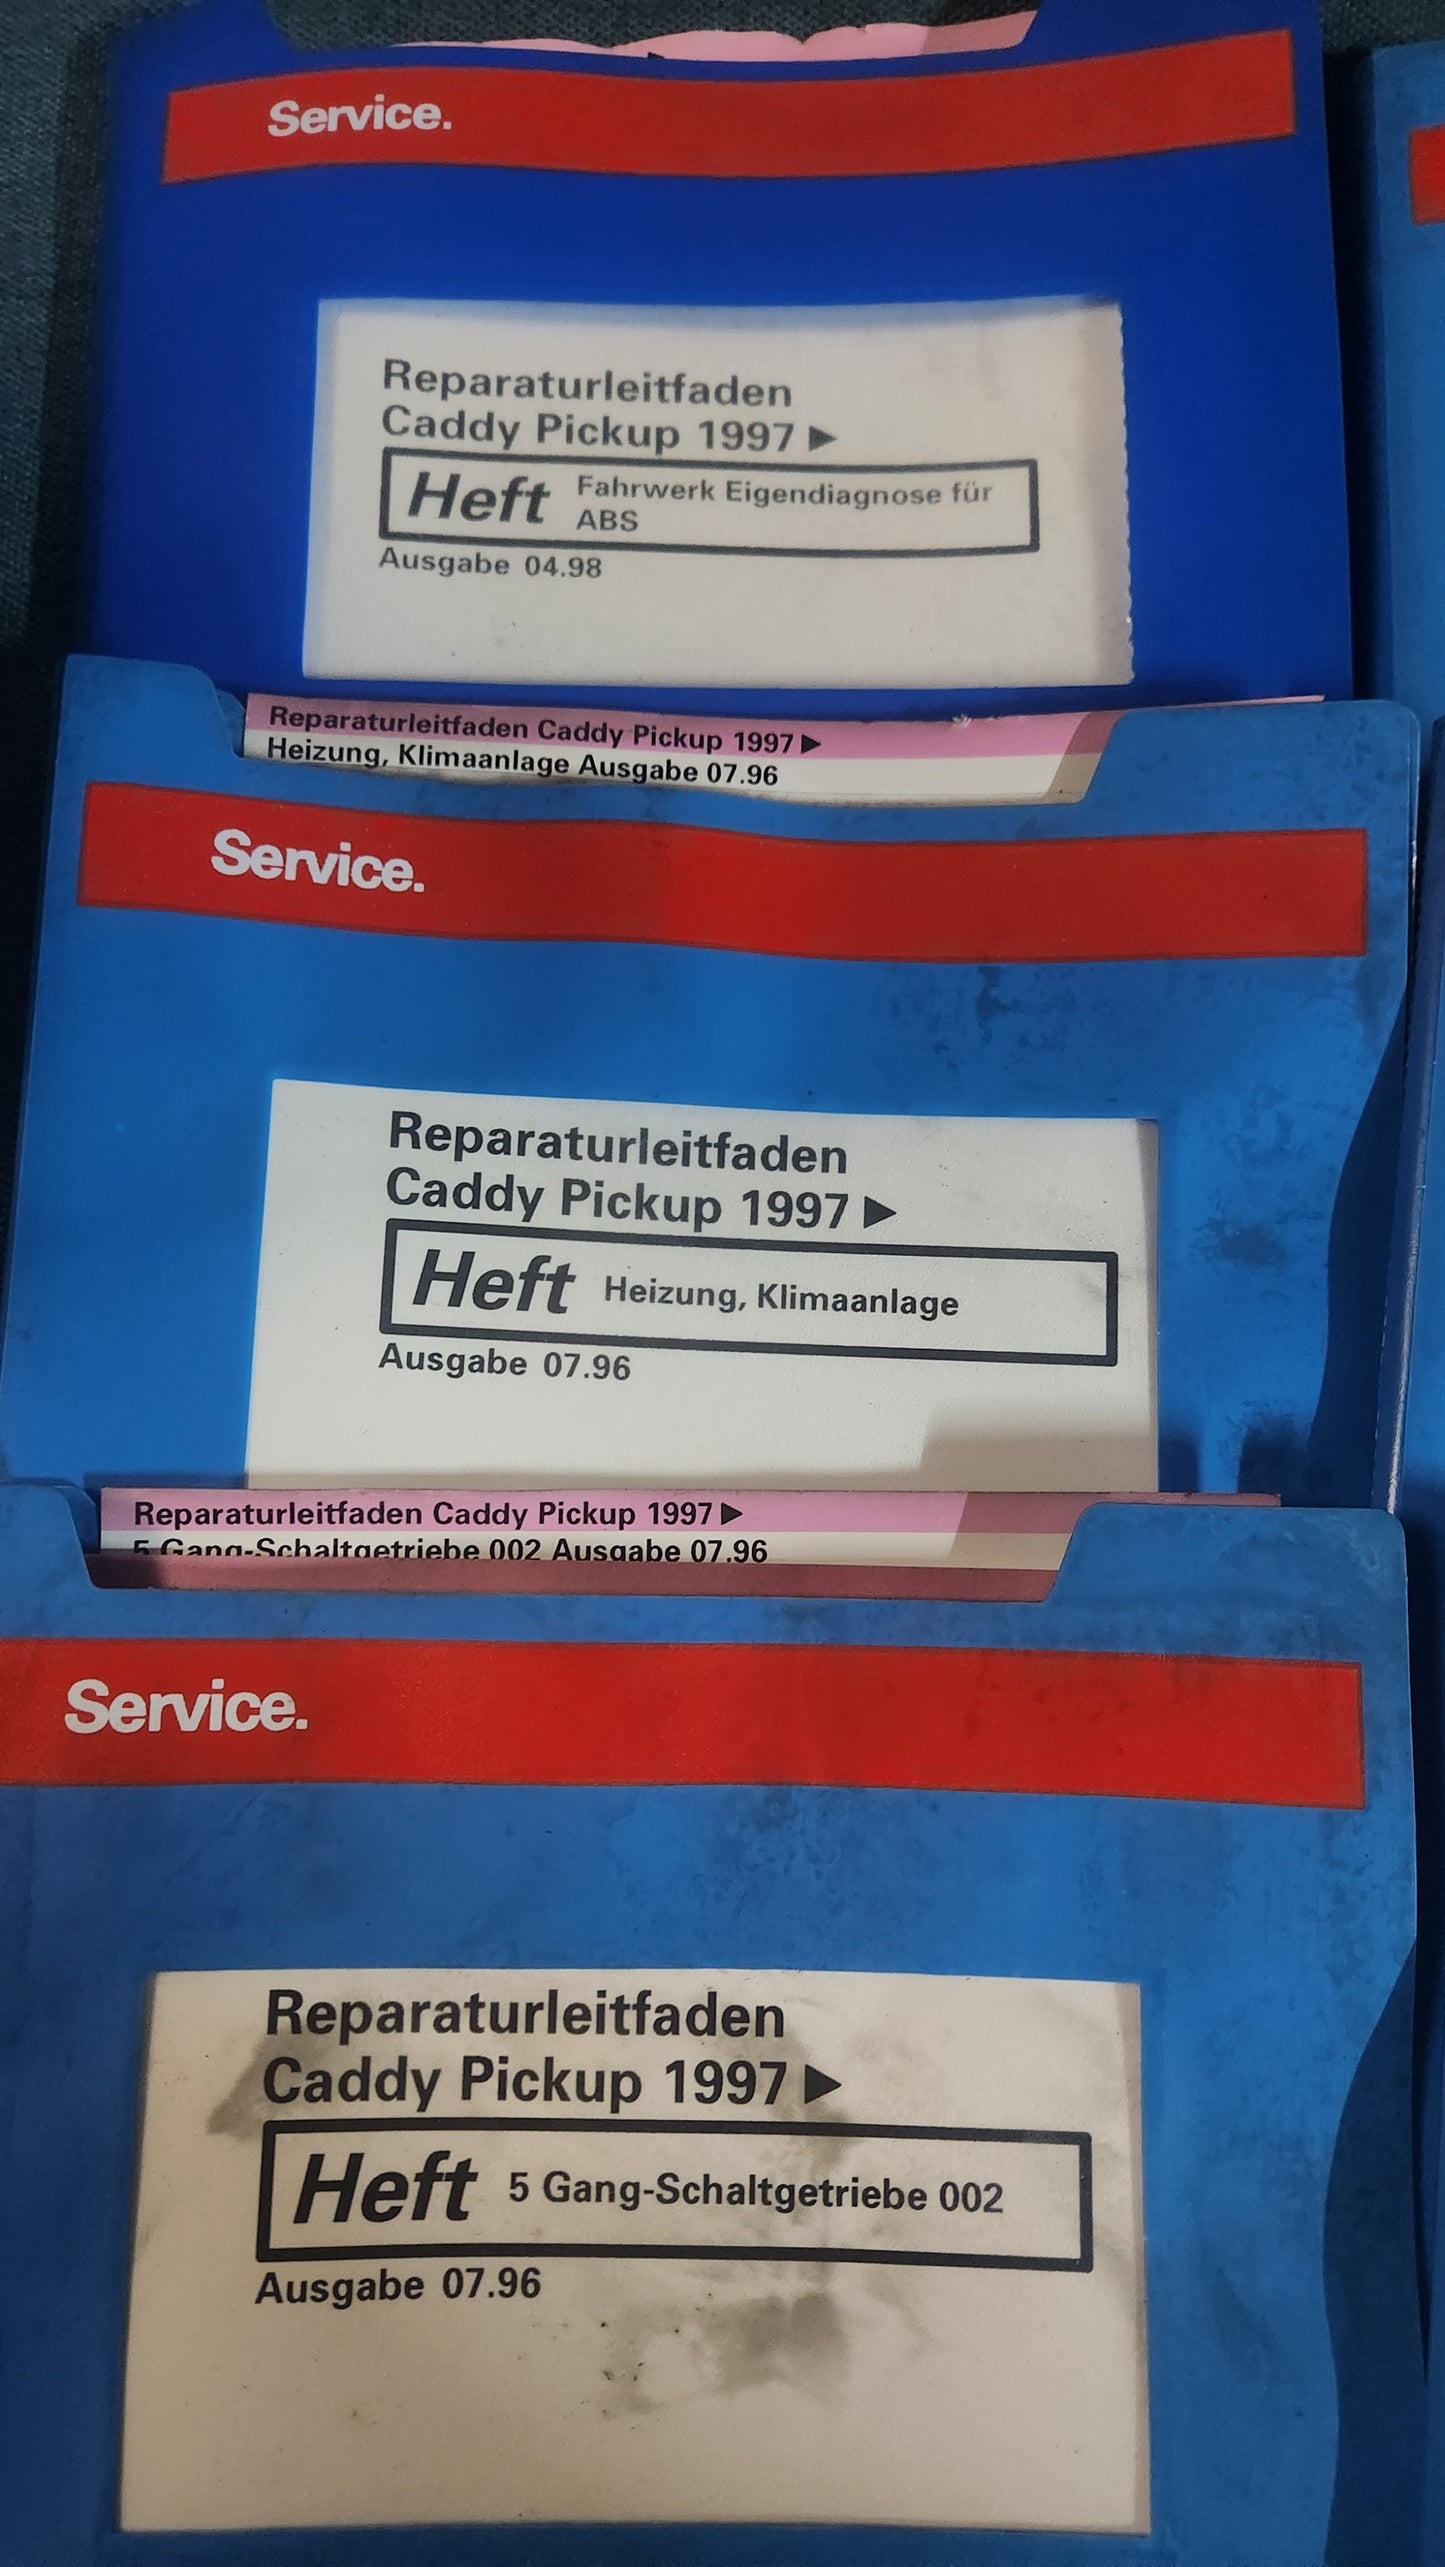 Service.
Reparaturleitfaden
Caddy Pickup 1997 ▶
Heft Fahrwerk Eigendiagnose für
ABS
Ausgabe 04.98
Reparaturleitfaden Caddy Pickup 1997 ▶
Heizung, Klimaanlage Ausgabe 07.96
Service.
Reparaturleitfaden
Caddy Pickup 1997 ▶
Heft Heizung, Klimaanlage
Ausgabe 07.96
Reparaturleitfaden Caddy Pickup 1997 ▶
5 Gang-Schaltgetriebe 002 Ausgabe 07.96
Service.
Reparaturleitfaden
Caddy Pickup 1997 ▶
Heft 5 Gang-Schaltgetriebe 002
Ausgabe 07.96